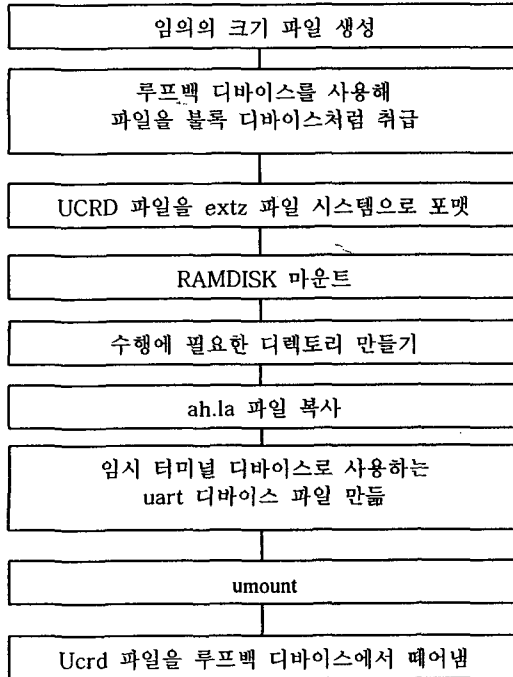 임의의 크기 파일 생성
루프백 디바이스를 사용해
파일을 블록 디바이스처럼 취급
UCRD 파일을 extz 파일 시스템으로 포맷
RAMDISK 마운트
수행에 필요한 디렉토리 만들기
ah.la 파일 복사
임시 터미널 디바이스로 사용하는
uart 디바이스 파일 만듦
umount
Ucrd 파일을 루프백 디바이스에서 떼어냄